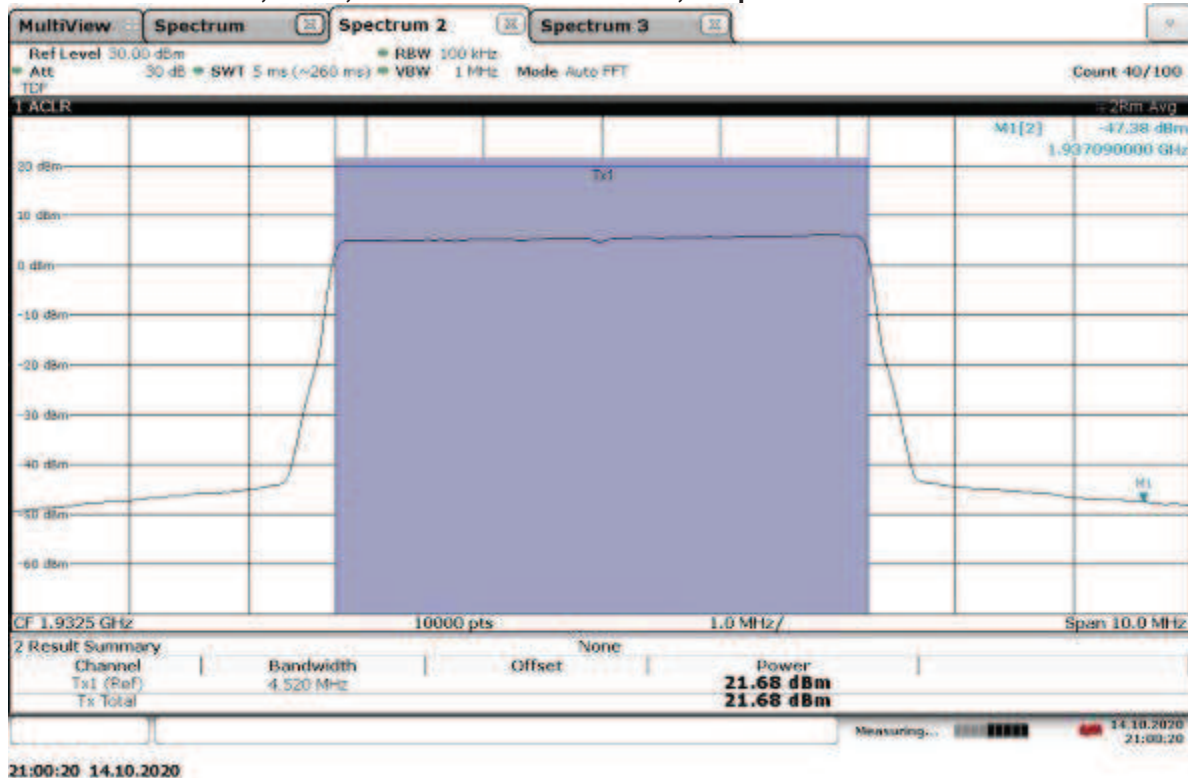 MultiView Spectrum Spectrum 2 Spectrum 3
Ref Level 30.00 dBm RBW 100 kHz
Att 30 dB SWT 5 ms (~260 ms) VBW 1 MHz Mode Auto FFT Count 40/100
TDF
1 ACLR 2Rm Avg
M1[2] -47.38 dBm
1.937090000 GHz
20 dBm
Tx1
10 dBm
0 dBm
-10 dBm
-20 dBm
-30 dBm
-40 dBm
M1
-50 dBm
-60 dBm
CF 1.9325 GHz 10000 pts 1.0 MHz/ Span 10.0 MHz
2 Result Summary None
Channel Bandwidth Offset Power
Tx1 (Ref) 4.520 MHz 21.68 dBm
Tx Total 21.68 dBm
Measuring... 14.10.2020
21:00:20
21:00:20 14.10.2020